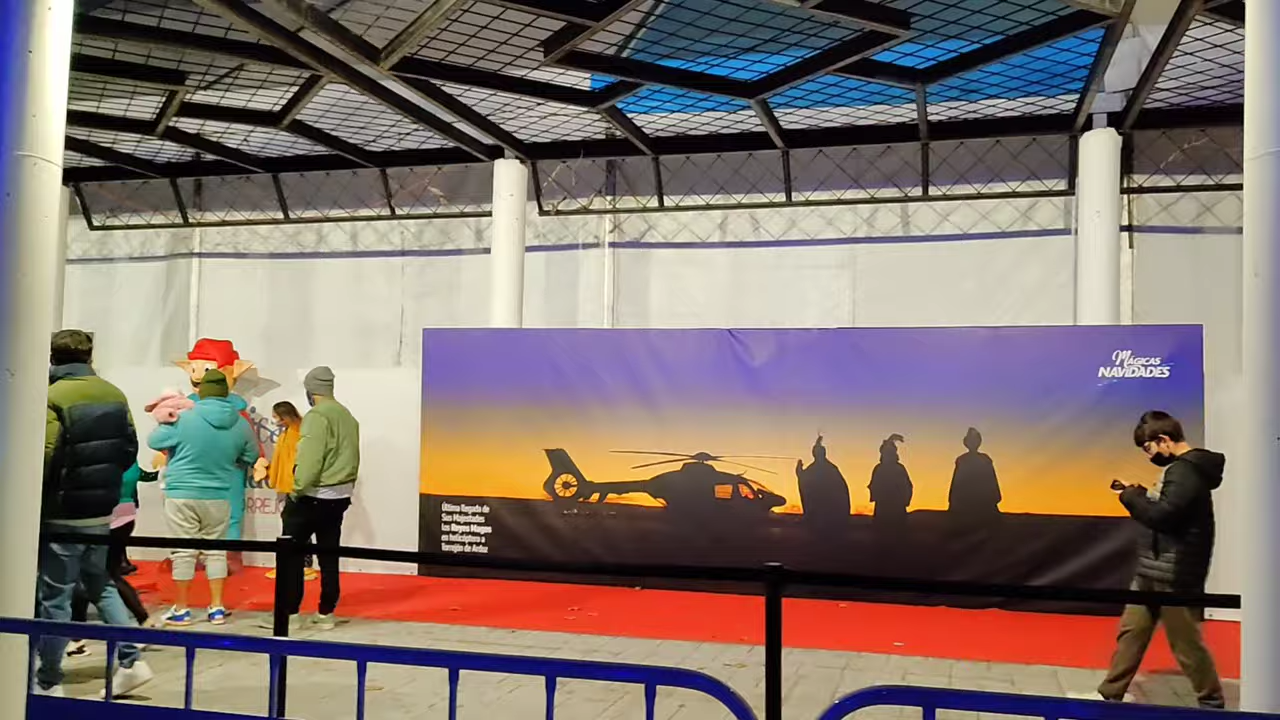 MÁGICAS
NAVIDADES
Última llegada de
Sus Majestades
los Reyes Magos
en helicóptero a
Torrejón de Ardoz